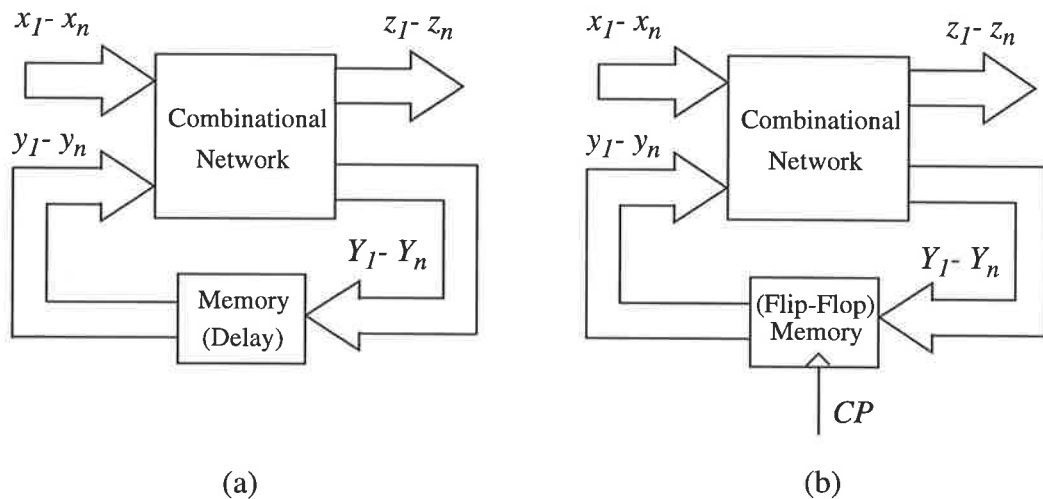 x1- xn
z1- zn
Combinational
Network
y1- yn
Y1- Yn
Memory
(Delay)
(a)
x1- xn
z1- zn
Combinational
Network
y1- yn
Y1- Yn
(Flip-Flop)
Memory
CP
(b)